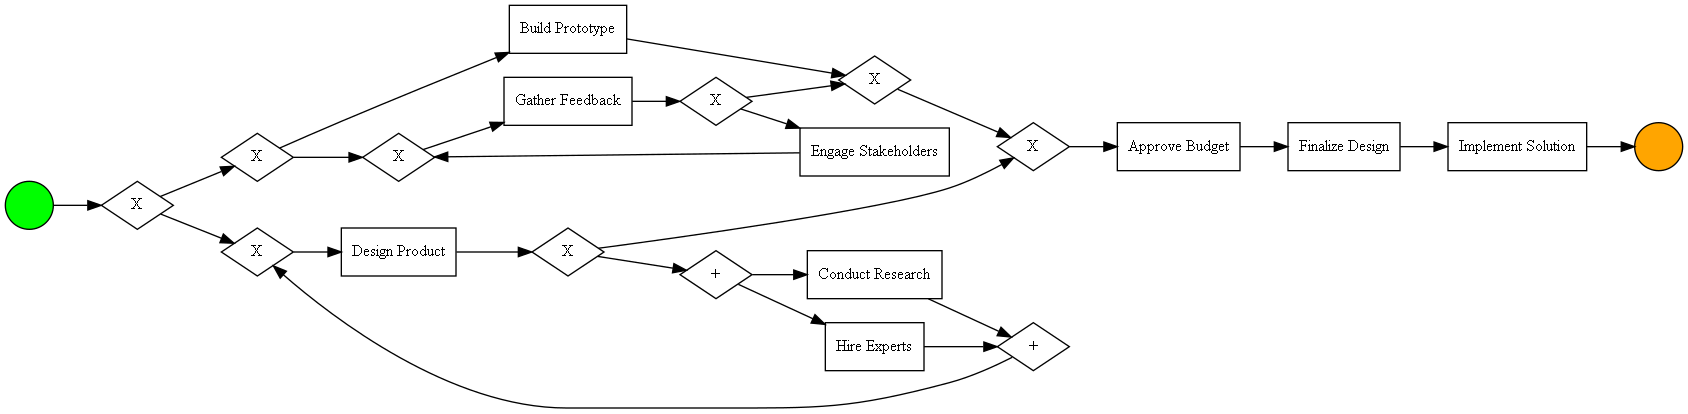 Build Prototype
X
Gather Feedback
X
X
X
Engage Stakeholders
X
Approve Budget
Finalize Design
Implement Solution
X
X
Design Product
X
+
Conduct Research
Hire Experts
+